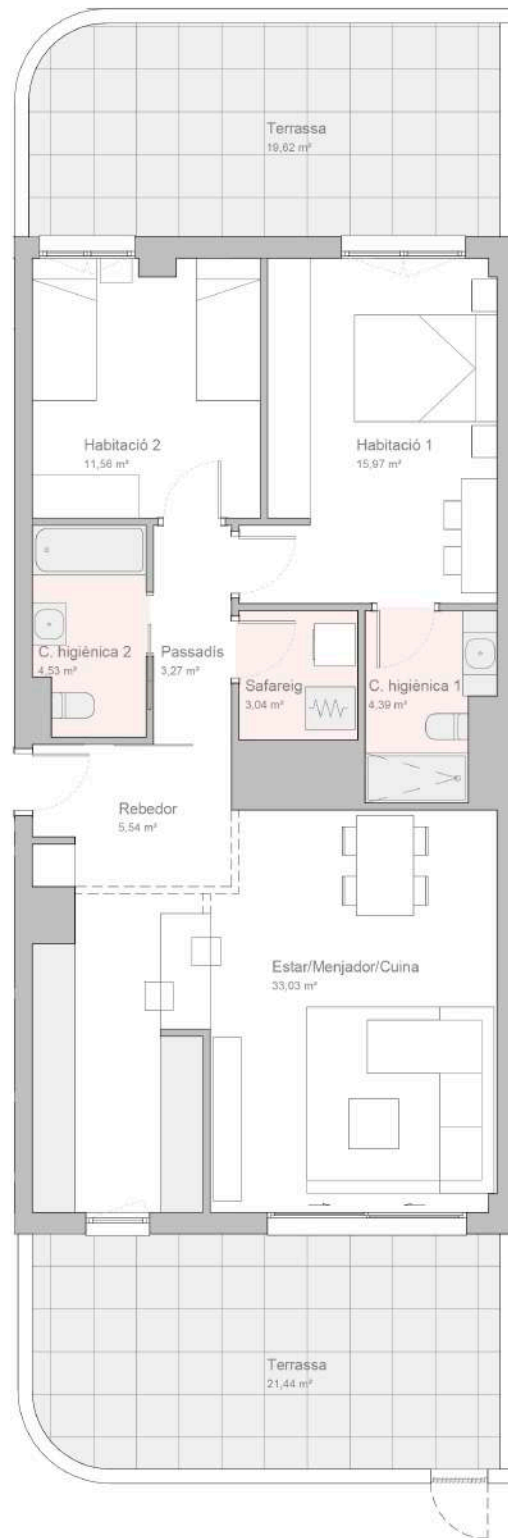 Terrassa
19,62 m²
Habitació 2
11,56 m²
Habitació 1
15,97 m²
C. higiènica 2
4,53 m²
Passadís
3,27 m²
Safareig
3,04 m²
C. higiènica 1
4,39 m²
Rebedor
5,54 m²
Estar/Menjador/Cuina
33,03 m²
Terrassa
21,44 m²